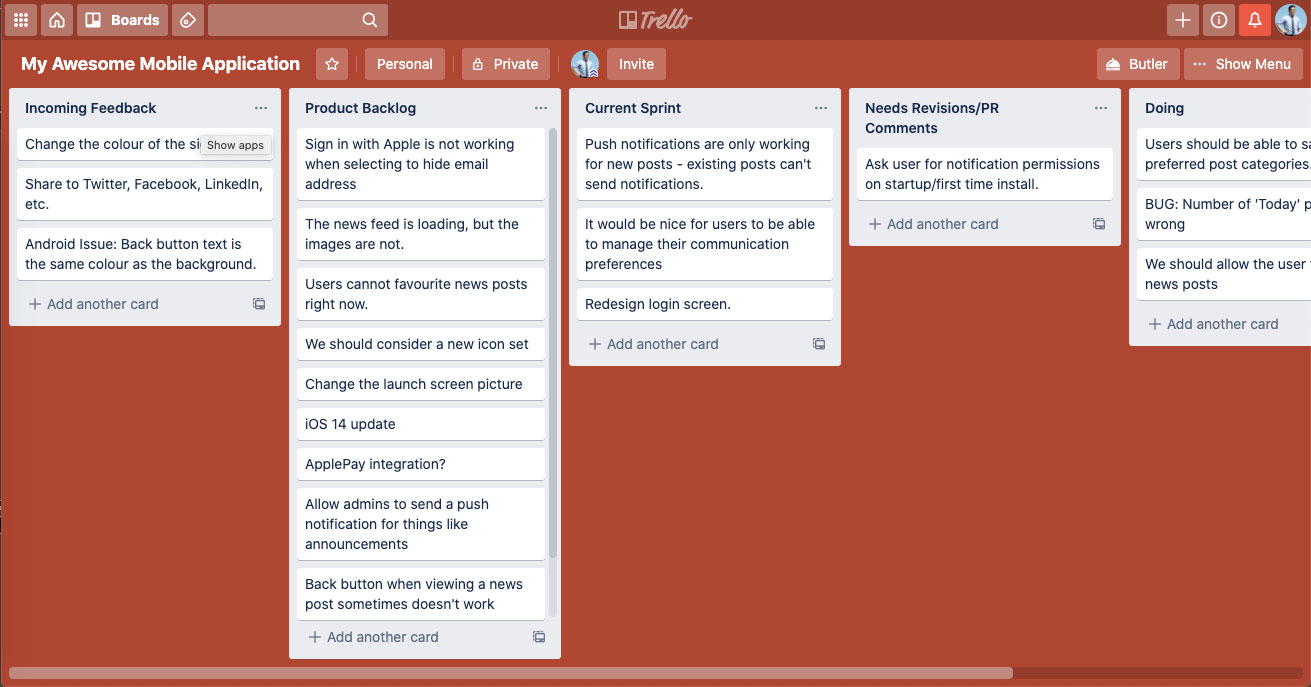 Boards
Trello
My Awesome Mobile Application
Personal
Private
Invite
Butler
Show Menu
Incoming Feedback
Change the colour of the
Show apps
Share to Twitter, Facebook, LinkedIn,
etc.
Android Issue: Back button text is
the same colour as the background.
Add another card
Product Backlog
Sign in with Apple is not working
when selecting to hide email
address
The news feed is loading, but the
images are not.
Users cannot favourite news posts
right now.
We should consider a new icon set
Change the launch screen picture
iOS 14 update
ApplePay integration?
Allow admins to send a push
notification for things like
announcements
Back button when viewing a news
post sometimes doesn't work
Add another card
Current Sprint
Push notifications are only working
for new posts - existing posts can't
send notifications.
It would be nice for users to be able
to manage their communication
preferences
Redesign login screen.
Add another card
Needs Revisions/PR
Comments
Ask user for notification permissions
on startup/first time install.
Add another card
Doing
Users should be able to
preferred post categories.
BUG: Number of 'Today'
wrong
We should allow the user
news posts
Add another card